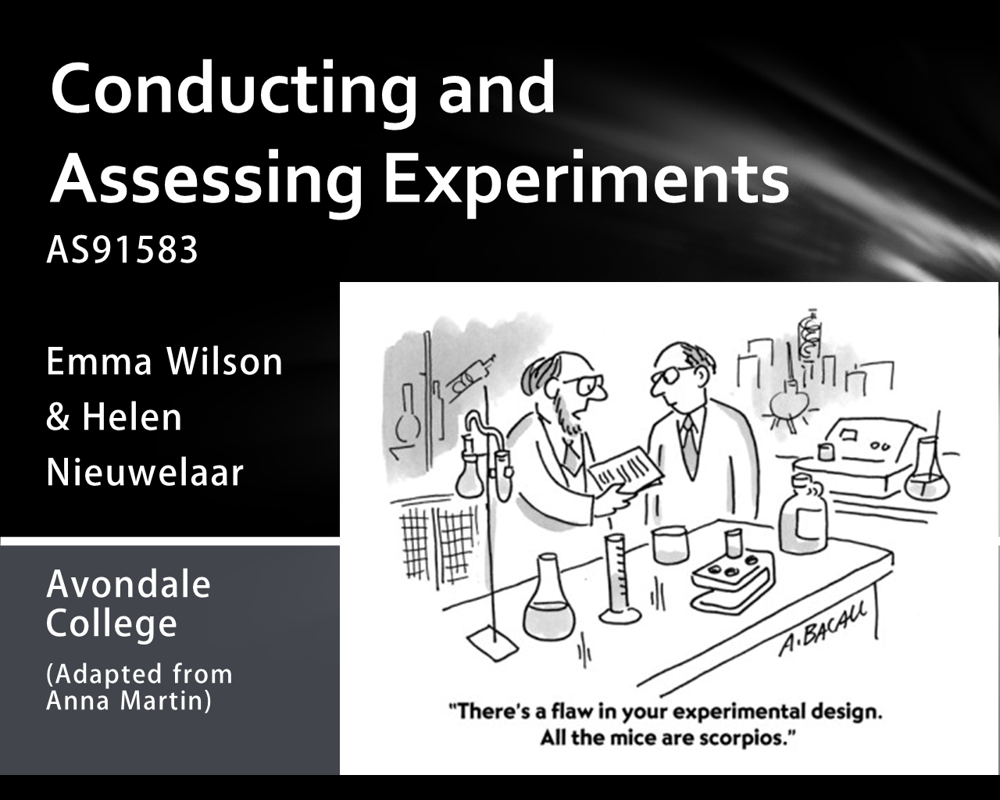 Conducting and
Assessing Experiments
AS91583
Emma Wilson
& Helen
Nieuwelaar
Avondale
College
(Adapted from
Anna Martin)
A. BACALL
"There's a flaw in your experimental design.
All the mice are scorpios."